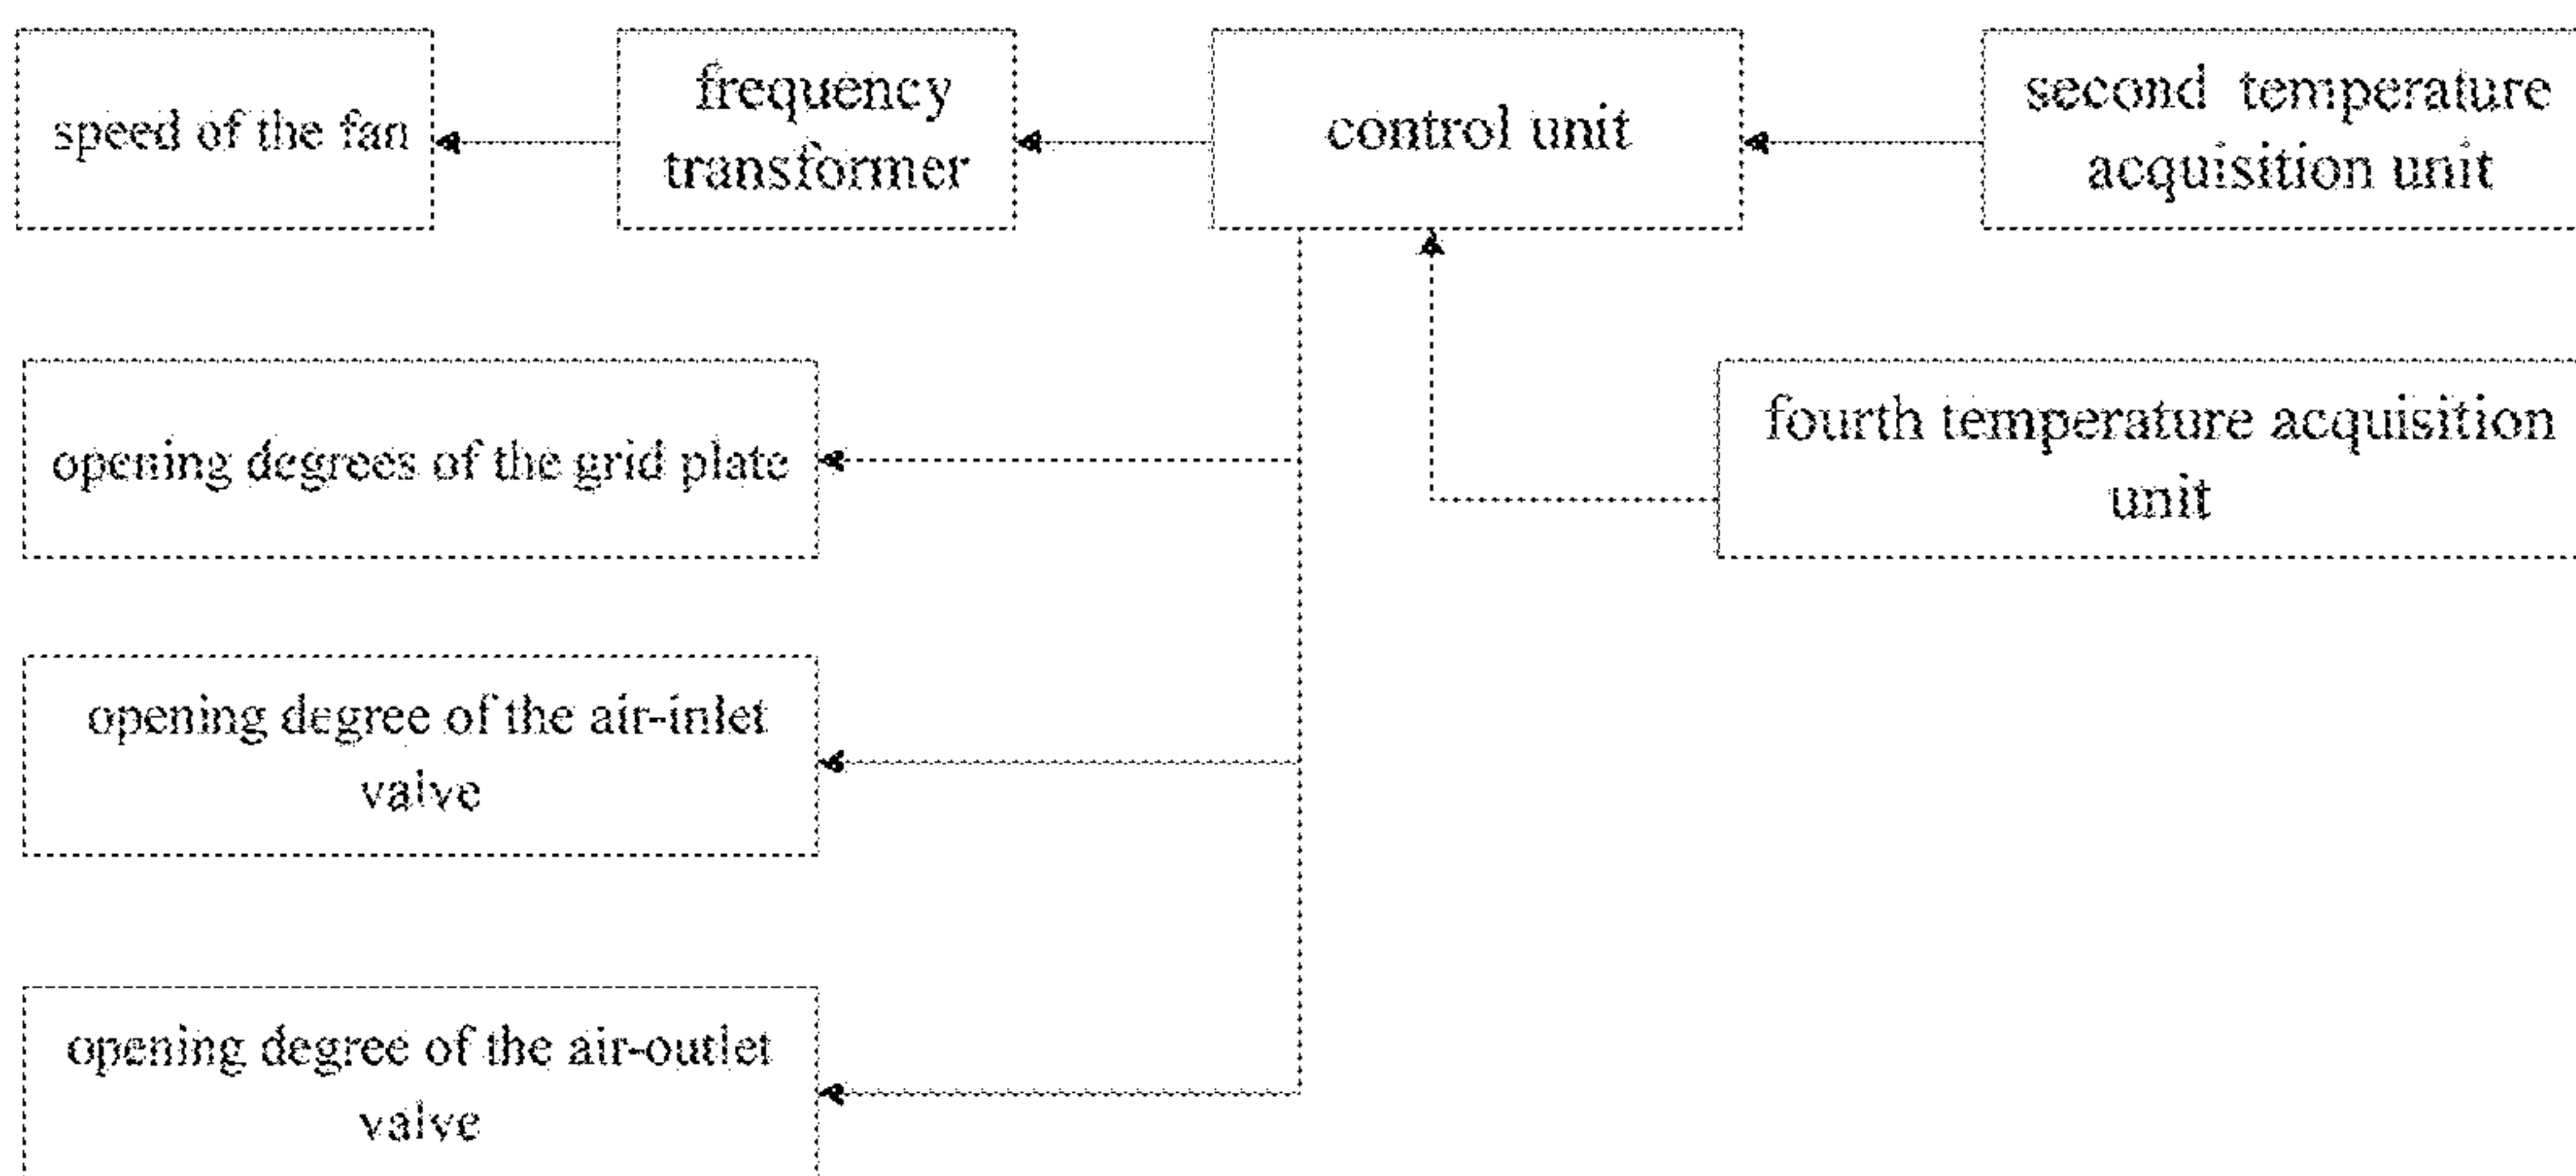 speed of the fan
frequency
transformer
control unit
second temperature
acquisition unit
opening degrees of the grid plate
fourth temperature acquisition
unit
opening degree of the air-inlet
valve
opening degree of the air-outlet
valve